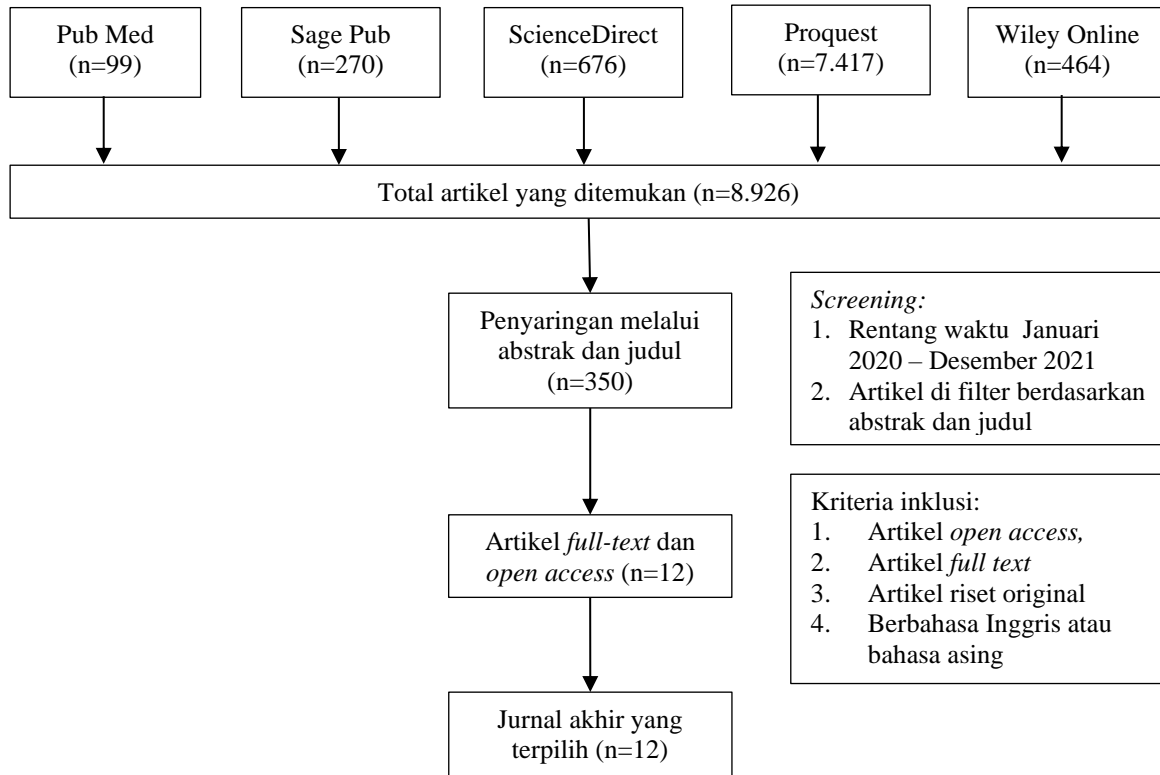 Pub Med
(n=99)
Sage Pub
(n=270)
ScienceDirect
(n=676)
Proquest
(n=7.417)
Wiley Online
(n=464)
Total artikel yang ditemukan (n=8.926)
Penyaringan melalui
abstrak dan judul
(n=350)
Screening:
1. Rentang waktu Januari
2020 – Desember 2021
2. Artikel di filter berdasarkan
abstrak dan judul
Artikel full-text dan
open access (n=12)
Kriteria inklusi:
1. Artikel open access,
2. Artikel full text
3. Artikel riset original
4. Berbahasa Inggris atau
bahasa asing
Jurnal akhir yang
terpilih (n=12)